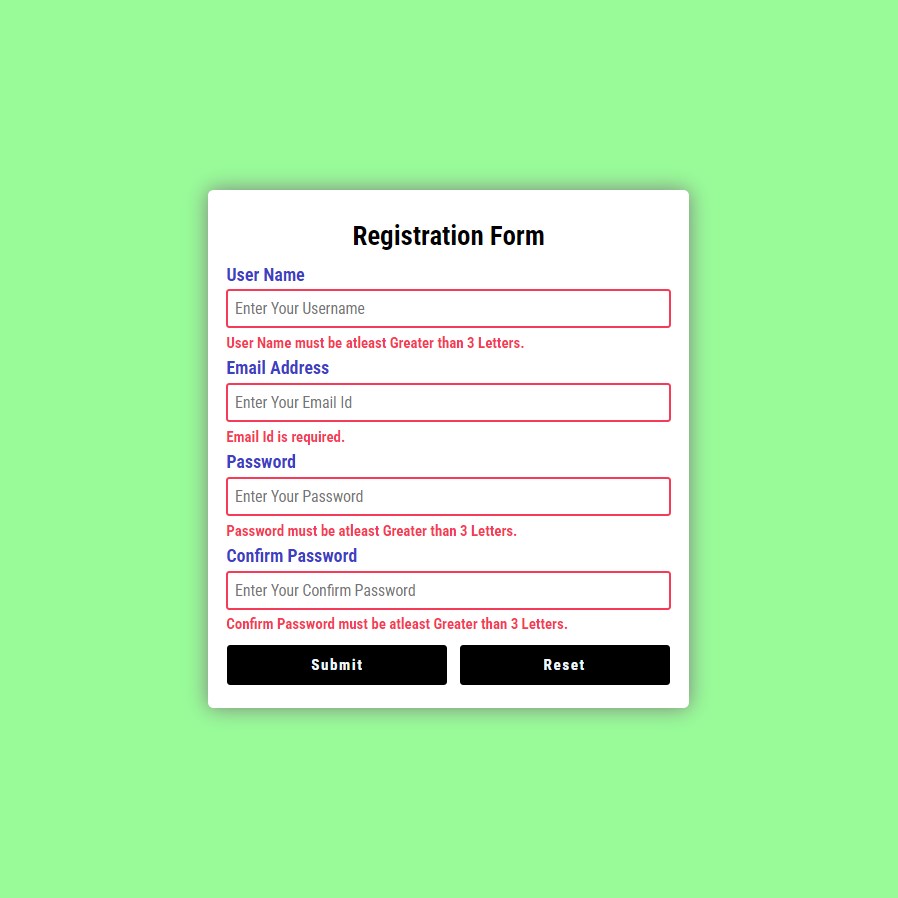 Registration Form
User Name
Enter Your Username
User Name must be atleast Greater than 3 Letters.
Email Address
Enter Your Email Id
Email Id is required.
Password
Enter Your Password
Password must be atleast Greater than 3 Letters.
Confirm Password
Enter Your Confirm Password
Confirm Password must be atleast Greater than 3 Letters.
Submit Reset